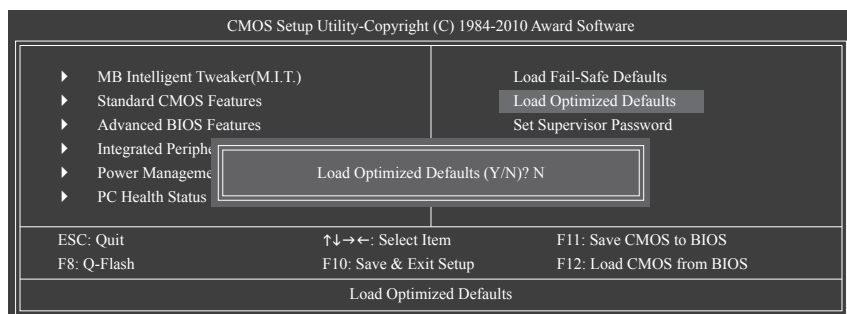 CMOS Setup Utility-Copyright (C) 1984-2010 Award Software
MB Intelligent Tweaker(M.I.T.)
Standard CMOS Features
Advanced BIOS Features
Integrated Periphe
Power Manageme
PC Health Status
Load Fail-Safe Defaults
Load Optimized Defaults
Set Supervisor Password
Load Optimized Defaults (Y/N)? N
ESC: Quit ↑↓→←: Select Item F11: Save CMOS to BIOS
F8: Q-Flash F10: Save & Exit Setup F12: Load CMOS from BIOS
Load Optimized Defaults